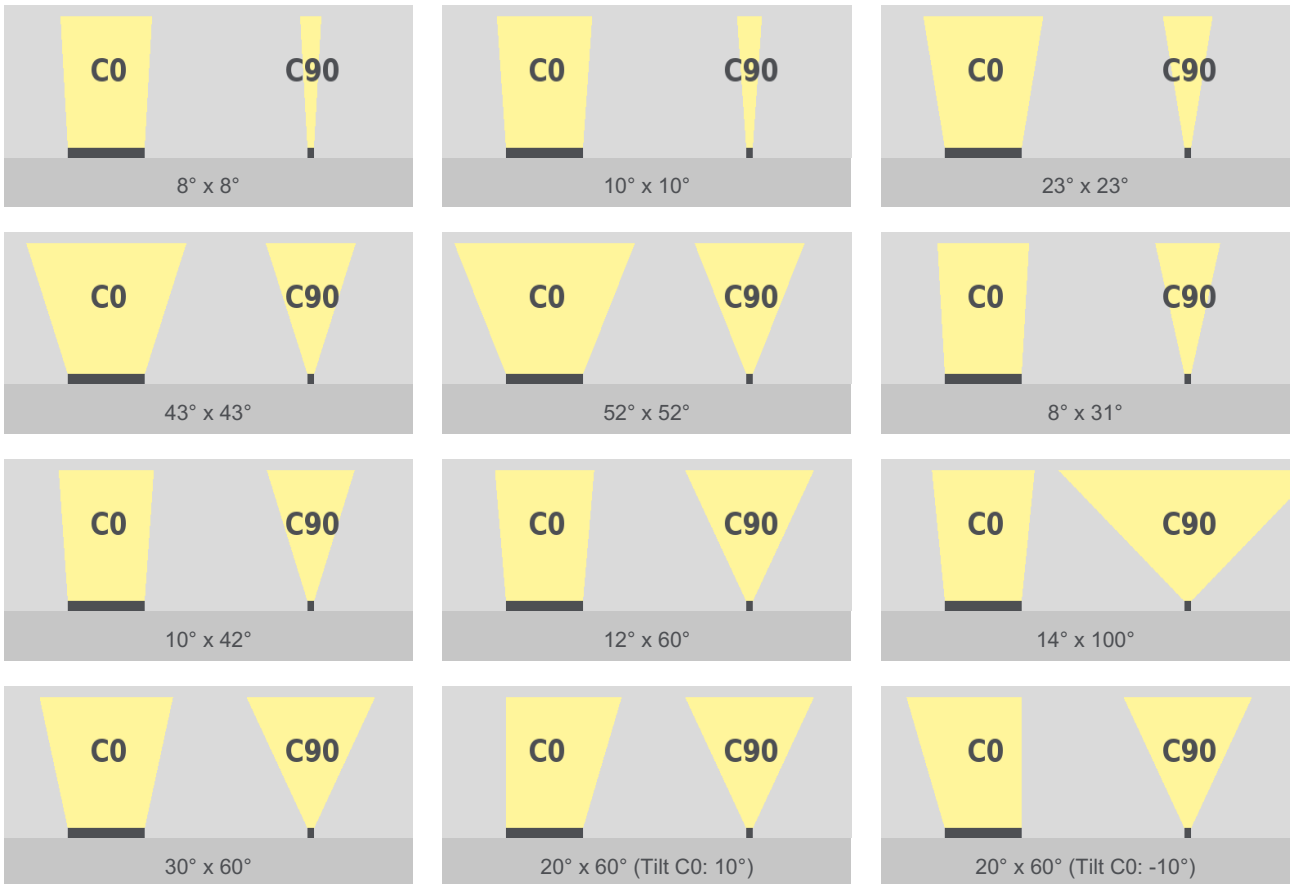 C0 C90
8° x 8°
C0 C90
10° x 10°
C0 C90
23° x 23°
C0 C90
43° x 43°
C0 C90
52° x 52°
C0 C90
8° x 31°
C0 C90
10° x 42°
C0 C90
12° x 60°
C0 C90
14° x 100°
C0 C90
30° x 60°
C0 C90
20° x 60° (Tilt C0: 10°)
C0 C90
20° x 60° (Tilt C0: -10°)